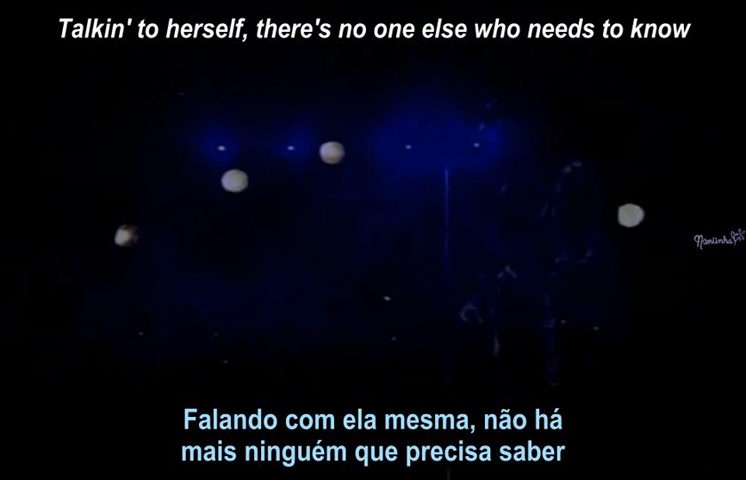 Talkin' to herself, there's no one else who needs to know
Nantinha
Falando com ela mesma, não há
mais ninguém que precisa saber